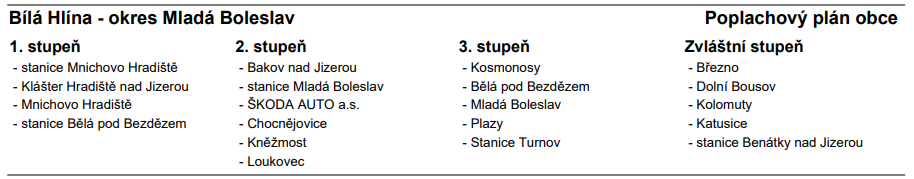 Bílá Hlína - okres Mladá Boleslav
Poplachový plán obce
1. stupeň
- stanice Mnichovo Hradiště
- Klášter Hradiště nad Jizerou
- Mnichovo Hradiště
- stanice Bělá pod Bezdězem
2. stupeň
- Bakov nad Jizerou
- stanice Mladá Boleslav
- ŠKODA AUTO a.s.
- Chocnějovice
- Kněžmost
- Loukovec
3. stupeň
- Kosmonosy
- Bělá pod Bezdězem
- Mladá Boleslav
- Plazy
- Stanice Turnov
Zvláštní stupeň
- Březno
- Dolní Bousov
- Kolomuty
- Katusice
- stanice Benátky nad Jizerou